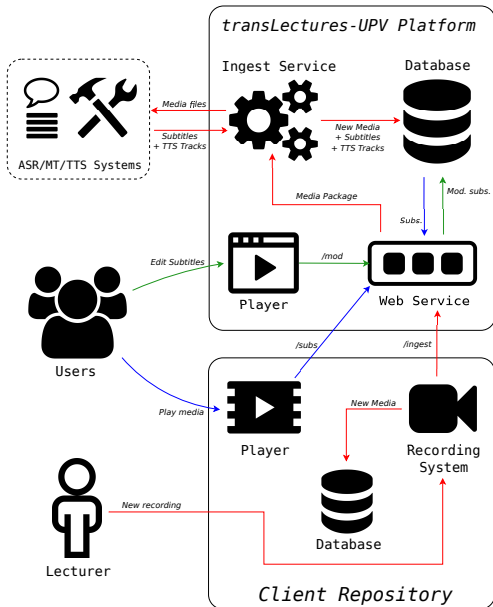 transLectures-UPV Platform
Ingest Service
Database
Media files
Subtitles
+ TTS Tracks
New Media
+ Subtitles
+ TTS Tracks
ASR/MT/TTS Systems
Media Package
Subs.
Mod. subs.
Edit Subtitles
/mod
Player
Web Service
Users
/subs
/ingest
Play media
New Media
Player
Recording
System
New recording
Database
Lecturer
Client Repository